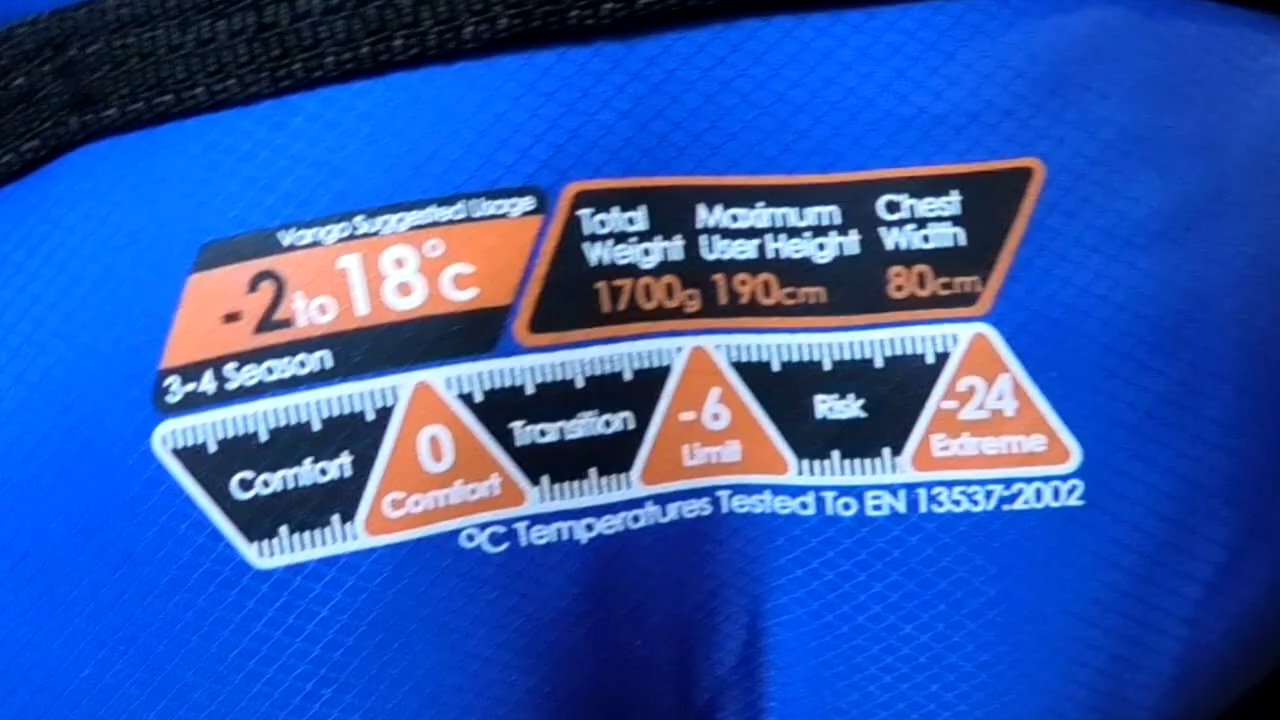 Vango Suggested Usage
-2 to 18°c
3-4 Season
Total Weight
1700g
Maximum User Height
190cm
Chest Width
80cm
Comfort
0
Comfort
Transition
-6
Limit
Risk
-24
Extreme
°C Temperatures Tested To EN 13537:2002